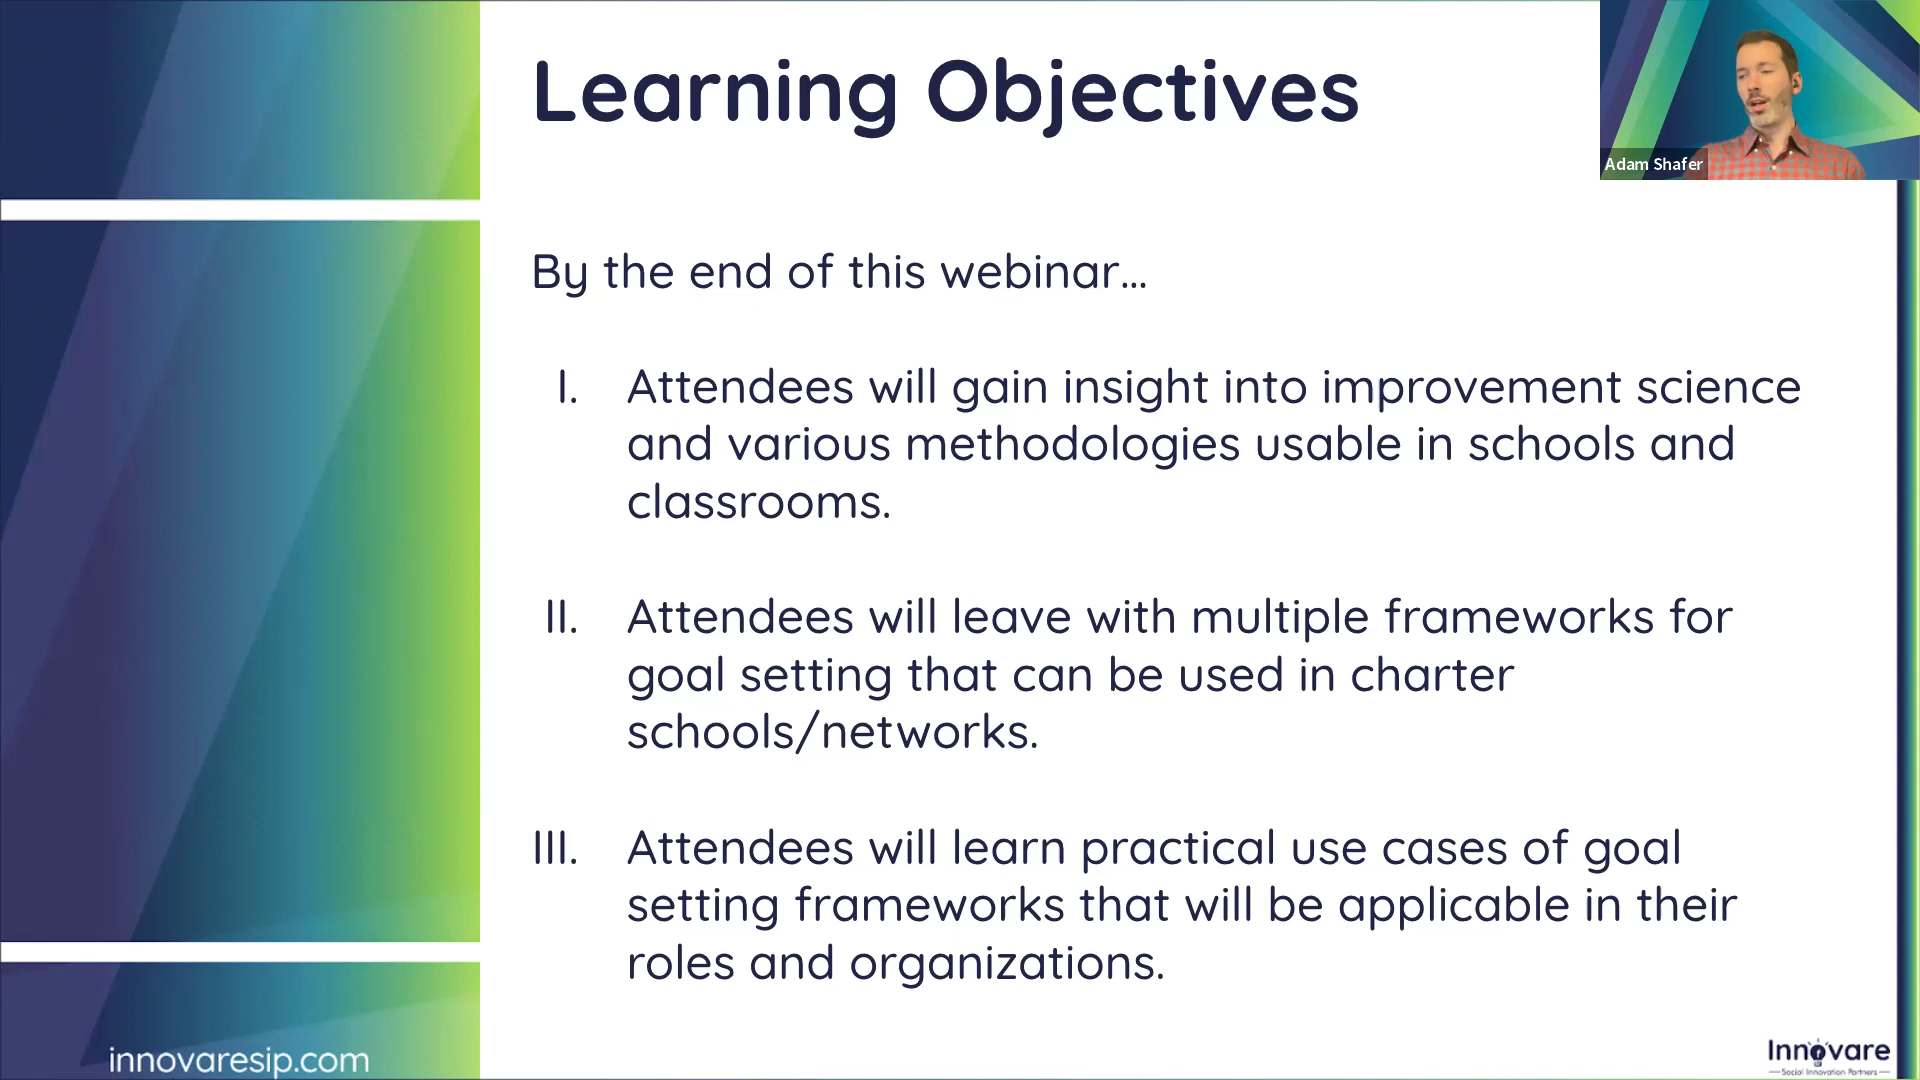 Learning Objectives
Adam Shafer
By the end of this webinar...
I. Attendees will gain insight into improvement science
and various methodologies usable in schools and
classrooms.
II. Attendees will leave with multiple frameworks for
goal setting that can be used in charter
schools/networks.
III. Attendees will learn practical use cases of goal
setting frameworks that will be applicable in their
roles and organizations.
innovaresip.com
Innovare
Social Innovation Partners